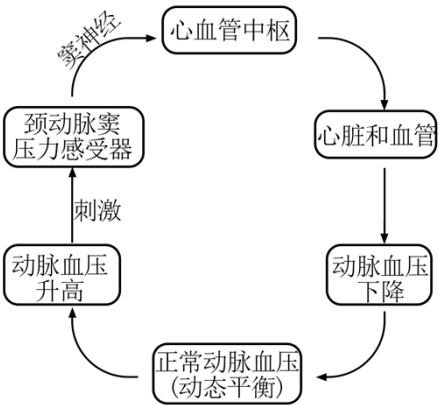 窦神经
心血管中枢
颈动脉窦
压力感受器
心脏和血管
刺激
动脉血压
升高
动脉血压
下降
正常动脉血压
(动态平衡)